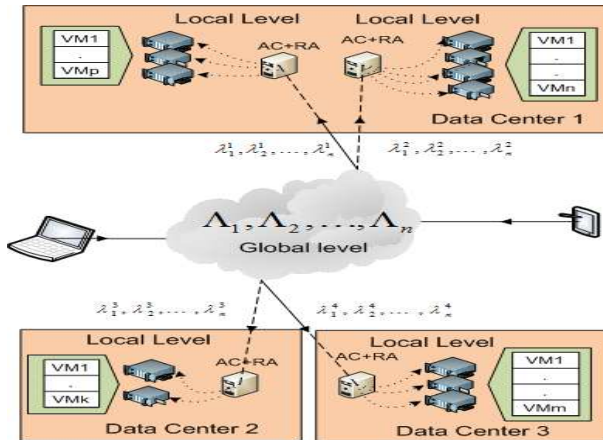 Local Level
Local Level
VM1
.
VMp
AC+RA
AC+RA
VM1
.
.
VMn
Data Center 1
λ₁¹, λ₂¹, ..., λₙ¹
λ₁², λ₂², ..., λₙ²
Λ₁, Λ₂, ..., Λₙ
Global level
λ₁³, λ₂³, ..., λₙ³
λ₁⁴, λ₂⁴, ..., λₙ⁴
Local Level
VM1
.
VMk
AC+RA
Data Center 2
Local Level
AC+RA
VM1
.
.
VMm
Data Center 3